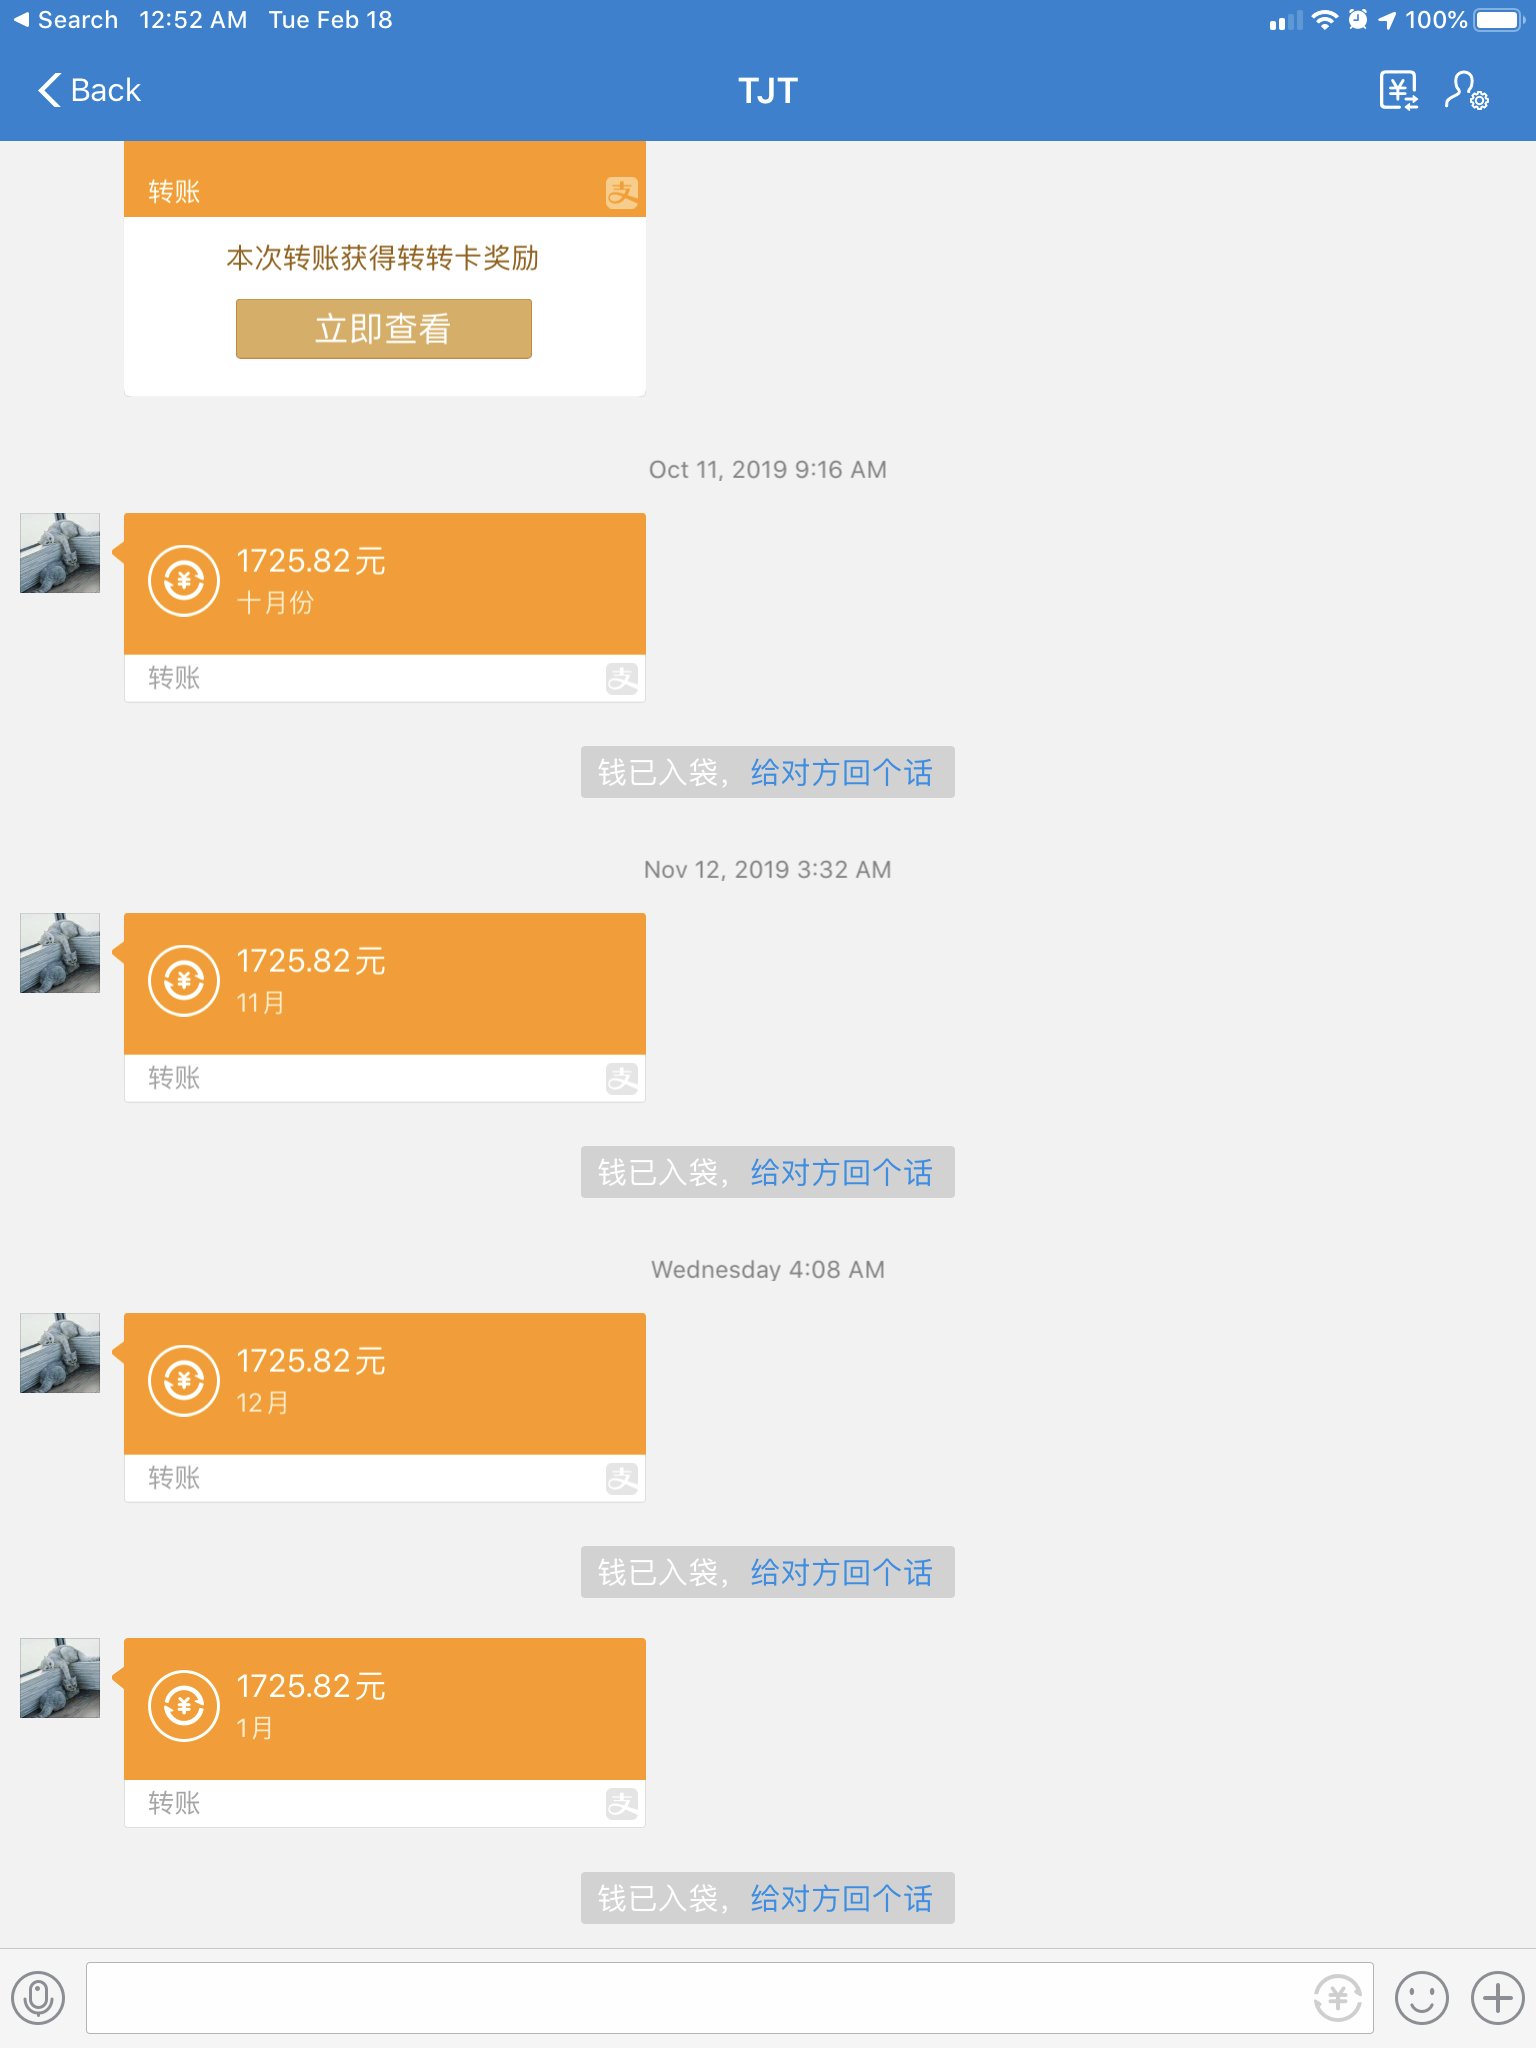 Search 12:52 AM Tue Feb 18 100%
Back TJT
转账 支
本次转账获得转转卡奖励
立即查看
Oct 11, 2019 9:16 AM
1725.82元
十月份
转账 支
钱已入袋，给对方回个话
Nov 12, 2019 3:32 AM
1725.82元
11月
转账 支
钱已入袋，给对方回个话
Wednesday 4:08 AM
1725.82元
12月
转账 支
钱已入袋，给对方回个话
1725.82元
1月
转账 支
钱已入袋，给对方回个话